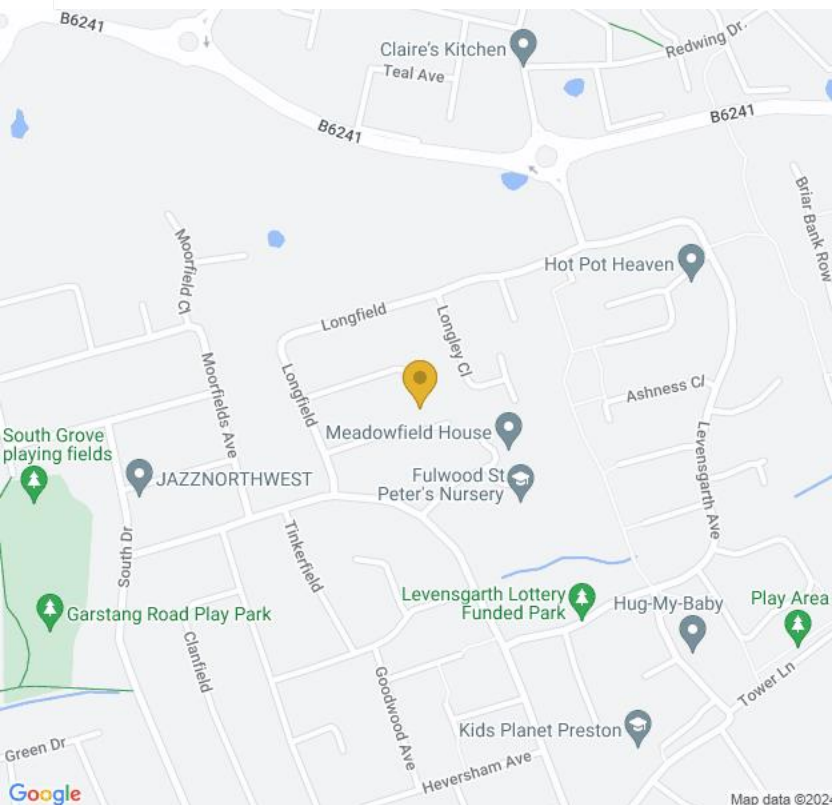 B6241
Claire's Kitchen
Redwing Dr.
Teal Ave
B6241
B6241
Briar Bank Row
Moorfield Cl
Hot Pot Heaven
Longfield
Longley Cl
Moorfields Ave
Longfield
Ashness Cl
Meadowfield House
South Grove
playing fields
Levensgarth Ave
JAZZNORTHWEST
Fulwood St
Peter's Nursery
South Dr
Tinkerfield
Levensgarth Lottery
Funded Park
Hug-My-Baby
Play Area
Garstang Road Play Park
Clanfield
Goodwood Ave
Tower Ln
Kids Planet Preston
Green Dr
Heversham Ave
Google
Map data ©2024